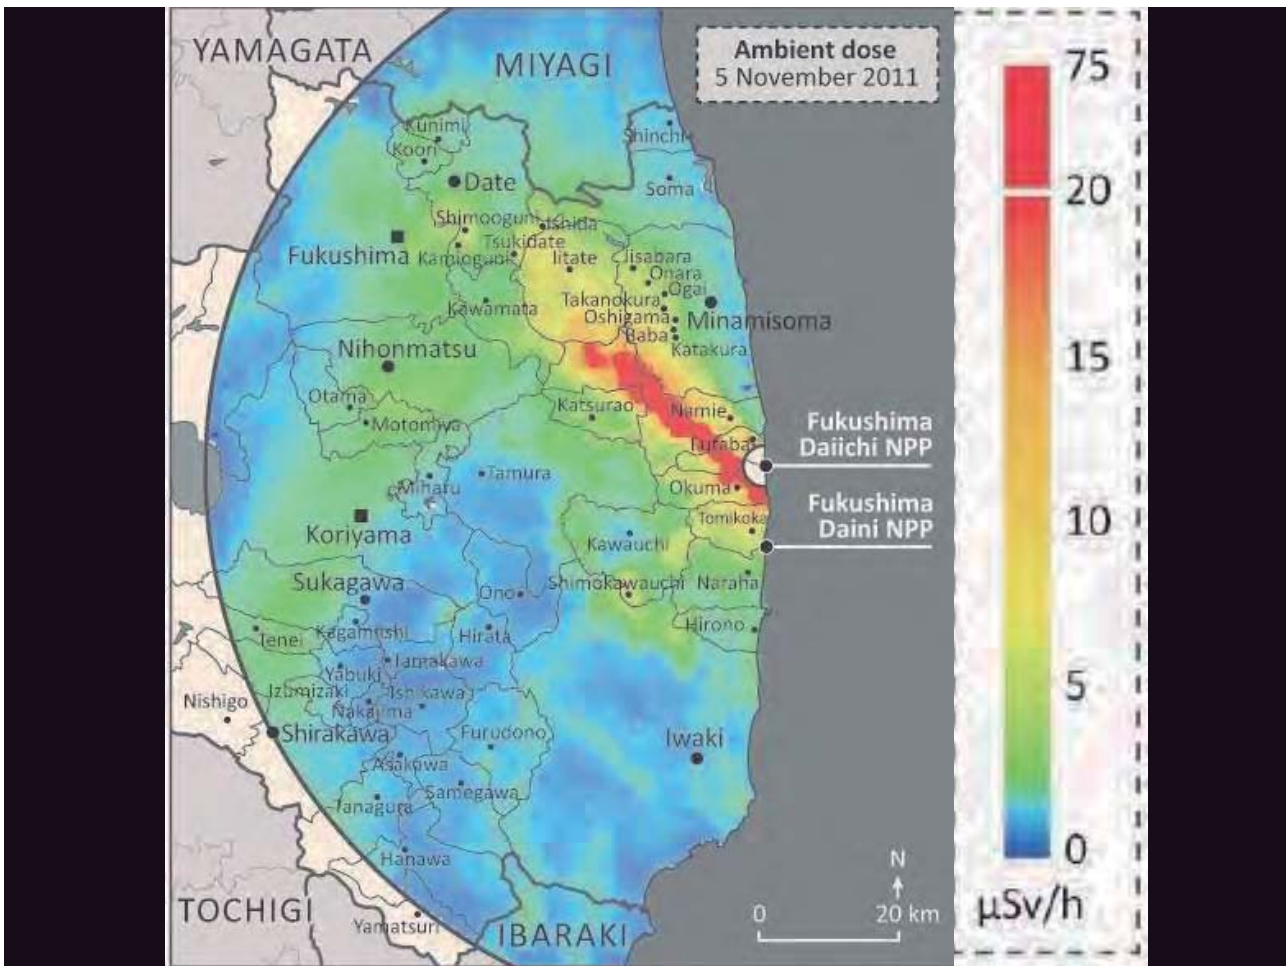 YAMAGATA
MIYAGI
Ambient dose
5 November 2011
Kunimi
Koori
Shinchi
Date
Soma
Shimooguni
Ishida
Tsukidate
Fukushima
Kamioguni
Iitate
Jisabara
Onara
Ogai
Takanokura
Kawamata
Oshigama
Minamisoma
Baba
Katakura
Nihonmatsu
Otama
Motomiya
Katsurao
Namie
Futaba
Fukushima
Daiichi NPP
Tamura
Miharu
Okuma
Koriyama
Tomikoka
Fukushima
Daini NPP
Kawauchi
Sukagawa
Ono
Shimokawauchi
Naraha
Tenei
Kagamiishi
Hirata
Hirono
Tamakawa
Yabuki
Izumizaki
Ishikawa
Nishigo
Nakajima
Shirakawa
Furudono
Iwaki
Asakawa
Samegawa
Tanagura
Hanawa
TOCHIGI
Yamatsuri
IBARAKI
N
0 20 km
75
20
15
10
5
0
µSv/h